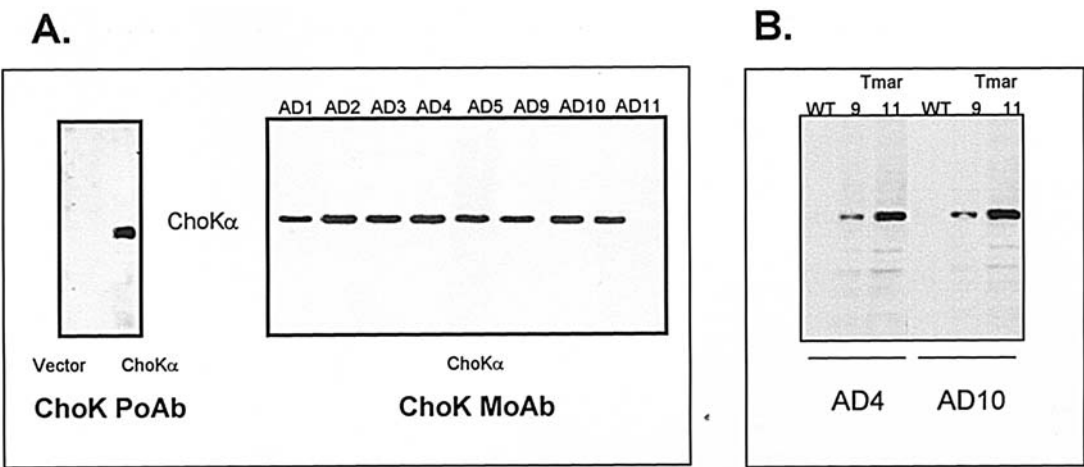 A.
AD1 AD2 AD3 AD4 AD5 AD9 AD10 AD11
ChoKα
Vector ChoKα
ChoKα
ChoK PoAb
ChoK MoAb
B.
Tmar Tmar
WT 9 11 WT 9 11
AD4 AD10